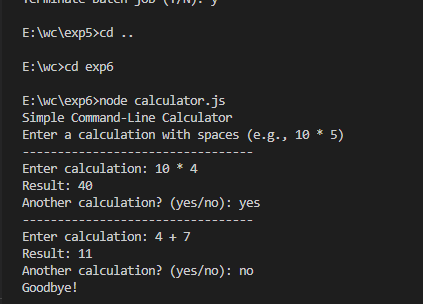 Terminate batch job (Y/N): y
E:\wc\exp5>cd ..
E:\wc>cd exp6
E:\wc\exp6>node calculator.js
Simple Command-Line Calculator
Enter a calculation with spaces (e.g., 10 * 5)
---------------------------------
Enter calculation: 10 * 4
Result: 40
Another calculation? (yes/no): yes
---------------------------------
Enter calculation: 4 + 7
Result: 11
Another calculation? (yes/no): no
Goodbye!